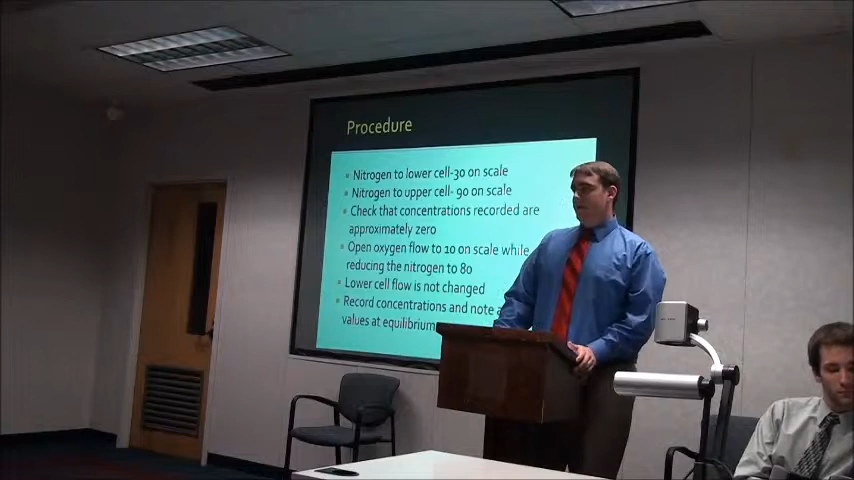 Procedure
Nitrogen to lower cell-30 on scale
Nitrogen to upper cell- 90 on scale
Check that concentrations recorded are
approximately zero
Open oxygen flow to 10 on scale while
reducing the nitrogen to 80
Lower cell flow is not changed
Record concentrations and note
values at equilibrium